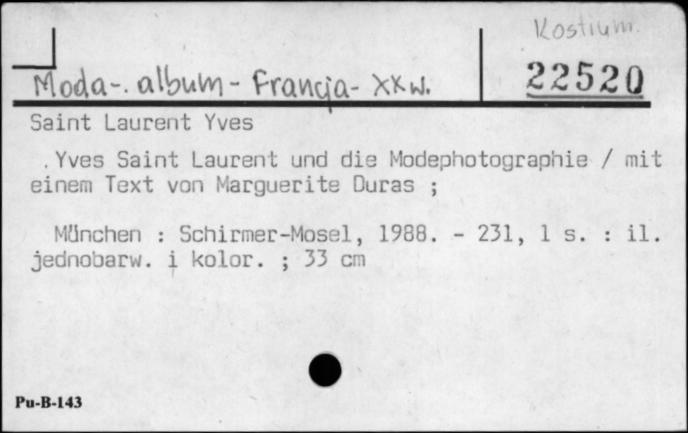 Kostium.
Moda-. album - Francja - XX w.
22520
Saint Laurent Yves
.Yves Saint Laurent und die Modephotographie / mit
einem Text von Marguerite Duras ;
München : Schirmer-Mosel, 1988. - 231, 1 s. : il.
jednobarw. i kolor. ; 33 cm
Pu-B-143